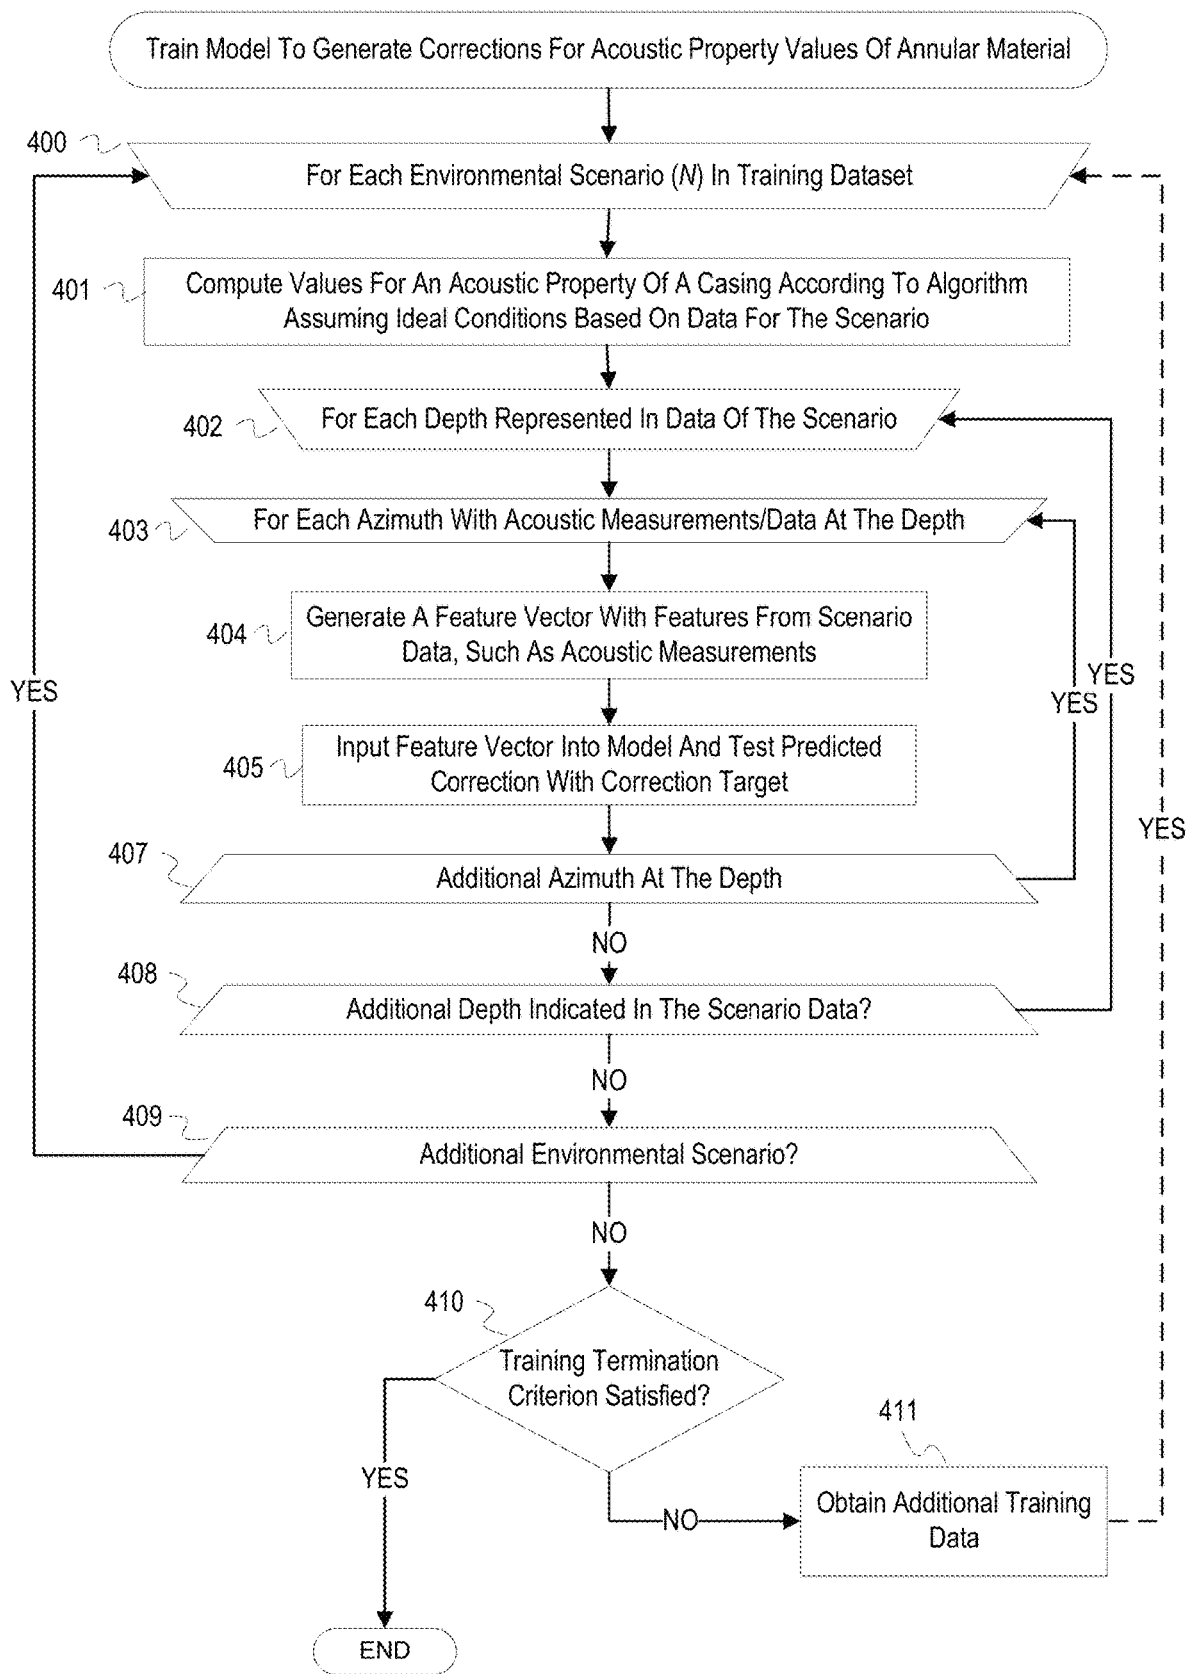 Train Model To Generate Corrections For Acoustic Property Values Of Annular Material
400
For Each Environmental Scenario (N) In Training Dataset
401
Compute Values For An Acoustic Property Of A Casing According To Algorithm
Assuming Ideal Conditions Based On Data For The Scenario
402
For Each Depth Represented In Data Of The Scenario
403
For Each Azimuth With Acoustic Measurements/Data At The Depth
404
Generate A Feature Vector With Features From Scenario
Data, Such As Acoustic Measurements
YES
YES
YES
405
Input Feature Vector Into Model And Test Predicted
Correction With Correction Target
YES
407
Additional Azimuth At The Depth
NO
408
Additional Depth Indicated In The Scenario Data?
NO
409
Additional Environmental Scenario?
NO
410
Training Termination
Criterion Satisfied?
YES
411
NO
Obtain Additional Training
Data
END